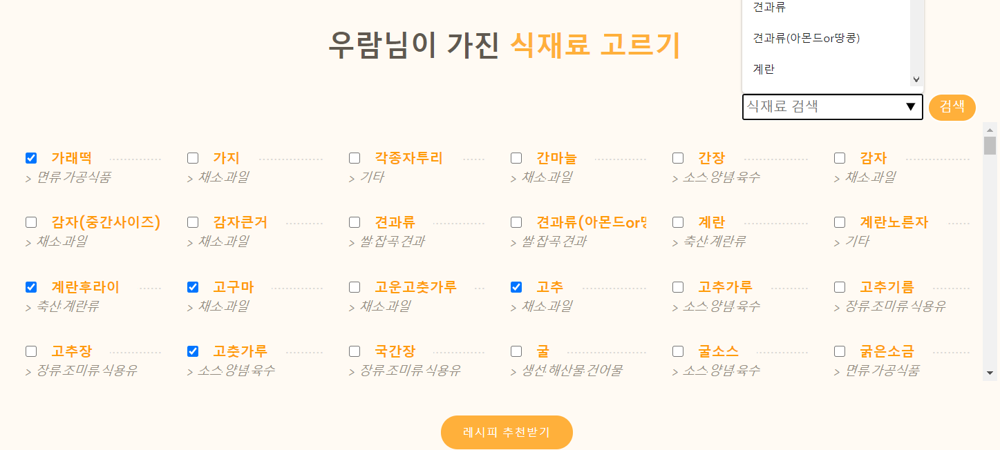 견과류
견과류(아몬드or땅콩)
계란
우람님이 가진 식재료 고르기
식재료 검색
검색
가래떡 가지 각종자투리 간마늘 간장 감자
> 면류·가공식품 > 채소·과일 > 기타 > 채소·과일 > 소스·양념·육수 > 채소·과일
감자(중간사이즈) 감자큰거 견과류 견과류(아몬드or 계란 계란노른자
> 채소·과일 > 채소·과일 > 쌀·잡곡·견과 > 쌀·잡곡·견과 > 축산·계란류 > 기타
계란후라이 고구마 고운고춧가루 고추 고추가루 고추기름
> 축산·계란류 > 채소·과일 > 채소·과일 > 채소·과일 > 소스·양념·육수 > 장류·조미류·식용유
고추장 고춧가루 국간장 굴 굴소스 굵은소금
> 장류·조미류·식용유 > 소스·양념·육수 > 장류·조미류·식용유 > 생선·해산물·건어물 > 소스·양념·육수 > 면류·가공식품
레시피 추천받기